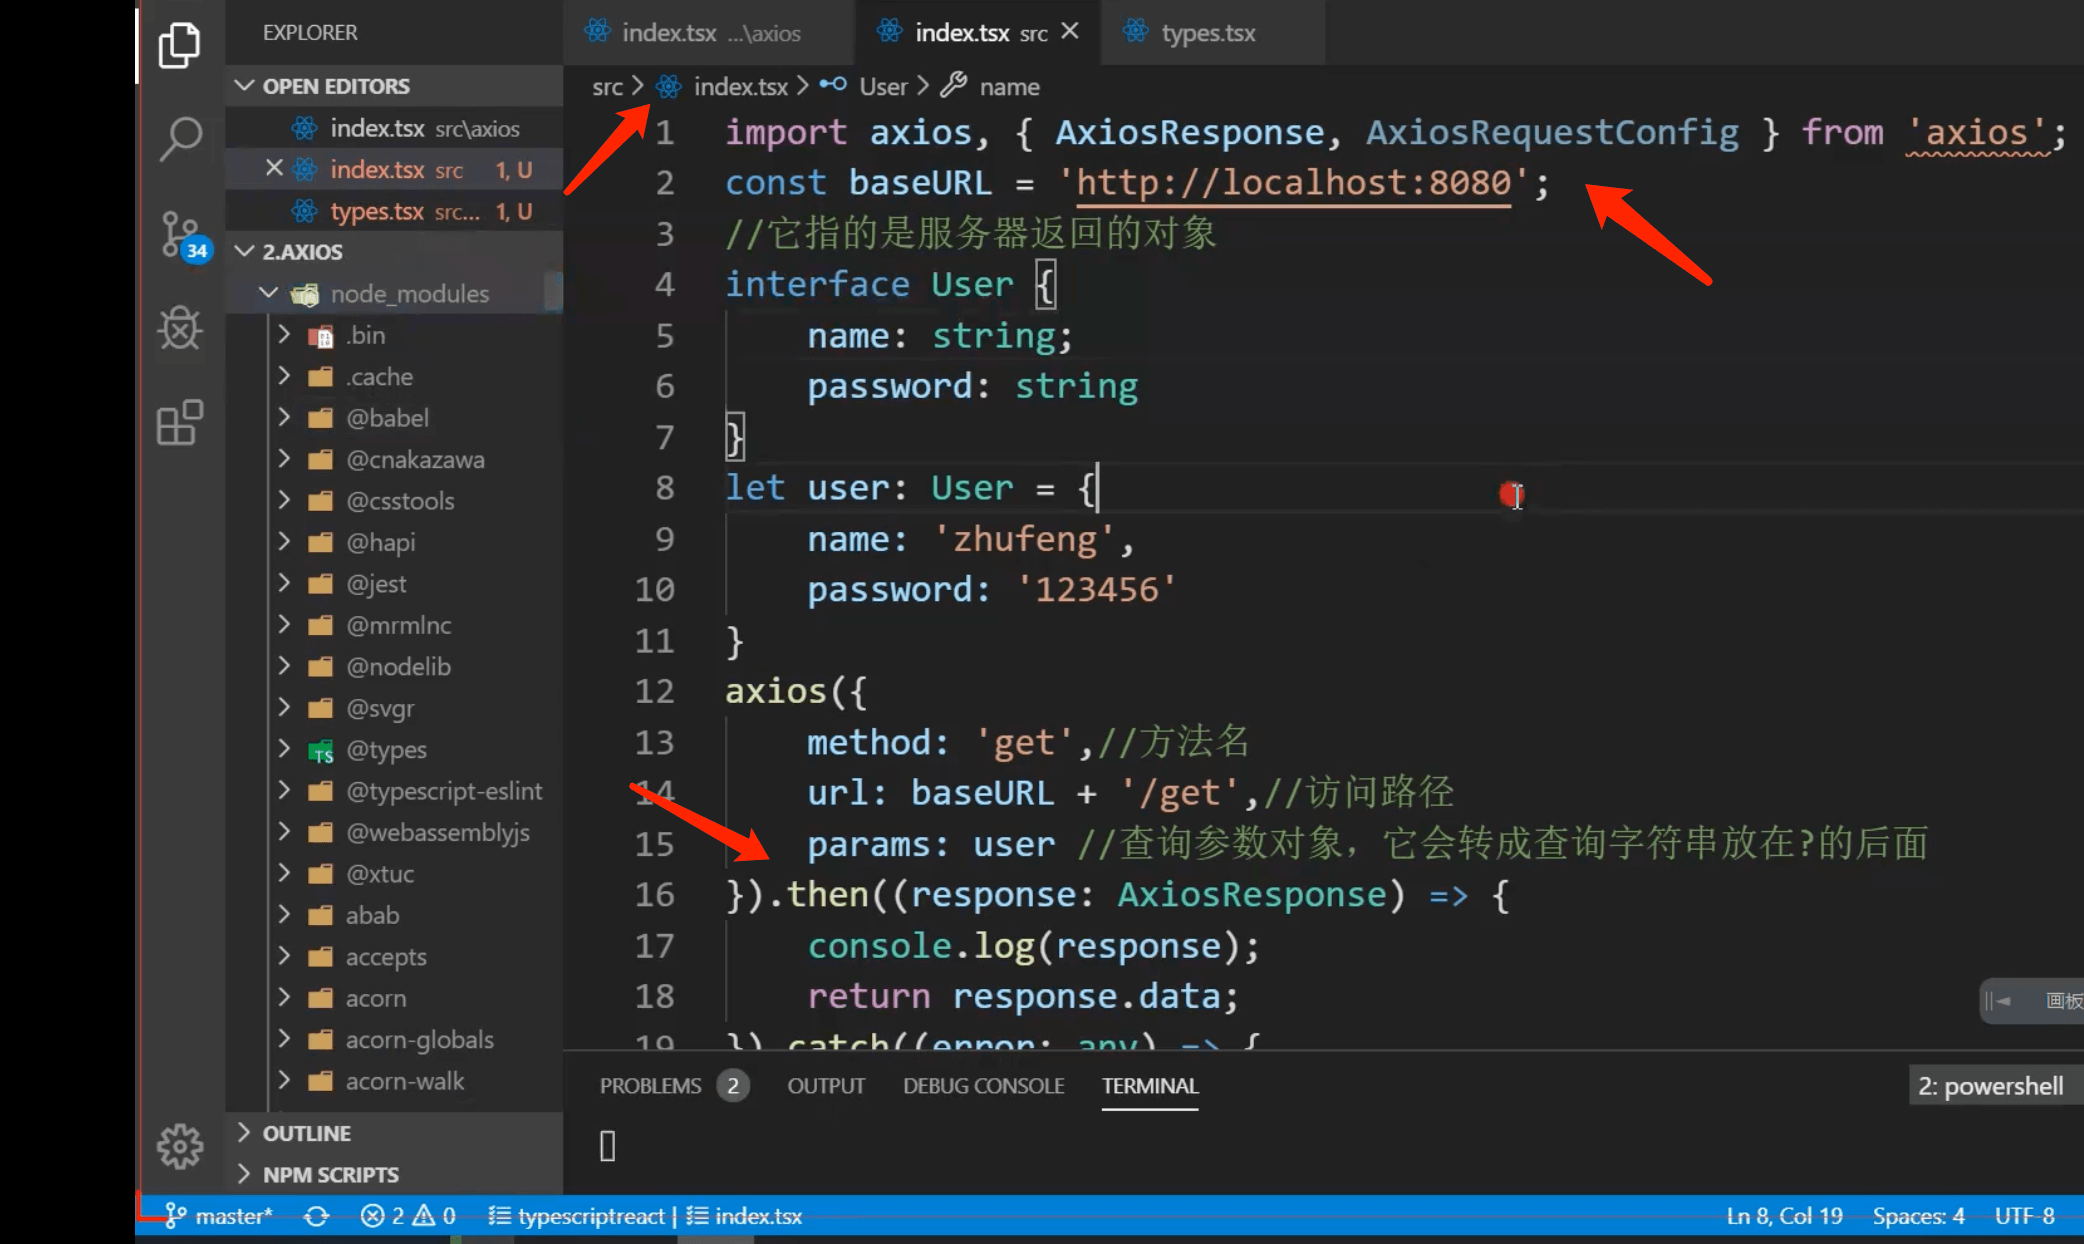 EXPLORER
OPEN EDITORS
index.tsx src\axios
index.tsx src 1, U
types.tsx src... 1, U
2.AXIOS
node_modules
.bin
.cache
@babel
@cnakazawa
@csstools
@hapi
@jest
@mrmlnc
@nodelib
@svgr
@types
@typescript-eslint
@webassemblyjs
@xtuc
abab
accepts
acorn
acorn-globals
acorn-walk
OUTLINE
NPM SCRIPTS
34
index.tsx ...\axios
index.tsx src
types.tsx
src > index.tsx > User > name
1 import axios, { AxiosResponse, AxiosRequestConfig } from 'axios';
2 const baseURL = 'http://localhost:8080';
3 //它指的是服务器返回的对象
4 interface User {
5 name: string;
6 password: string
7 }
8 let user: User = {
9 name: 'zhufeng',
10 password: '123456'
11 }
12 axios({
13 method: 'get',//方法名
14 url: baseURL + '/get',//访问路径
15 params: user //查询参数对象，它会转成查询字符串放在?的后面
16 }).then((response: AxiosResponse) => {
17 console.log(response);
18 return response.data;
19 }).catch((error: any) => {
画板
PROBLEMS 2 OUTPUT DEBUG CONSOLE TERMINAL
2: powershell
master* 2 0 typescriptreact | index.tsx
Ln 8, Col 19 Spaces: 4 UTF-8